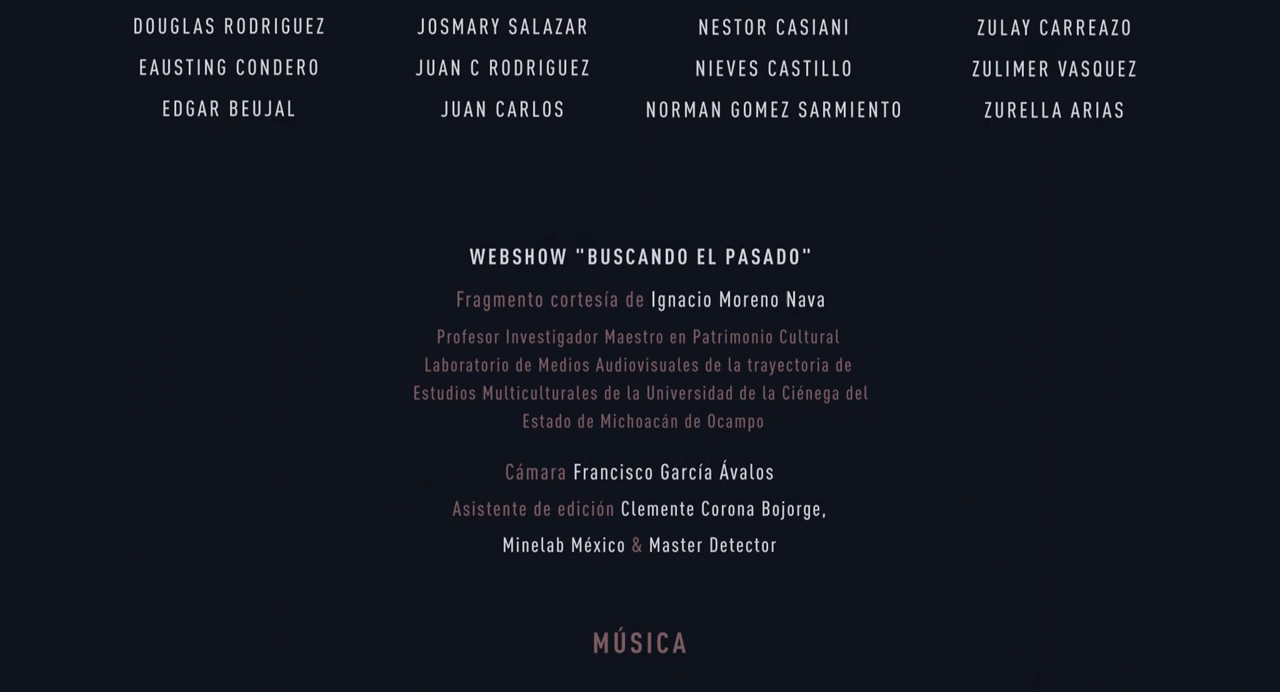 DOUGLAS RODRIGUEZ JOSMARY SALAZAR NESTOR CASIANI ZULAY CARREAZO
EAUSTING CONDERO JUAN C RODRIGUEZ NIEVES CASTILLO ZULIMER VASQUEZ
EDGAR BEUJAL JUAN CARLOS NORMAN GOMEZ SARMIENTO ZURELLA ARIAS
WEBSHOW "BUSCANDO EL PASADO"
Fragmento cortesía de Ignacio Moreno Nava
Profesor Investigador Maestro en Patrimonio Cultural
Laboratorio de Medios Audiovisuales de la trayectoria de
Estudios Multiculturales de la Universidad de la Ciénega del
Estado de Michoacán de Ocampo
Cámara Francisco García Ávalos
Asistente de edición Clemente Corona Bojorge,
Minelab México & Master Detector
MÚSICA